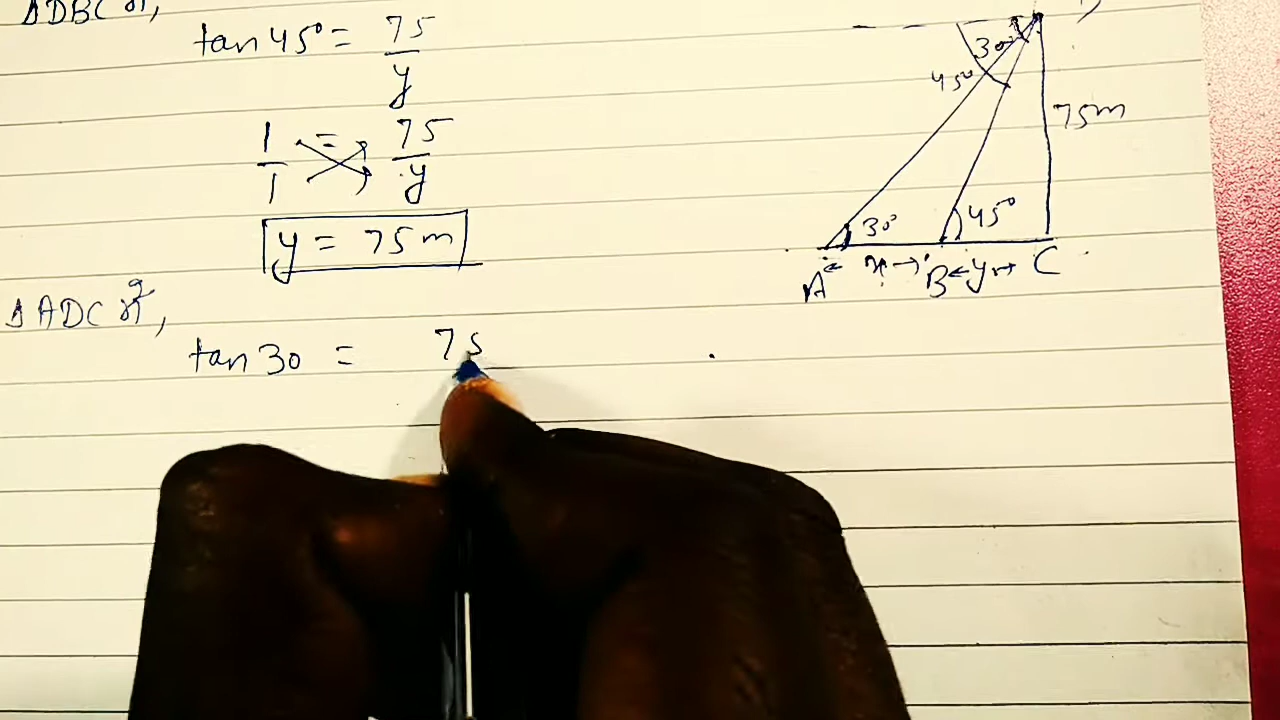 ΔDBC में,
tan 45° = 75/y
1/1 = 75/y
y = 75 m
ΔADC में,
tan 30 = 75
30°
45°
75m
30° 45°
A ← x → B ← y → C